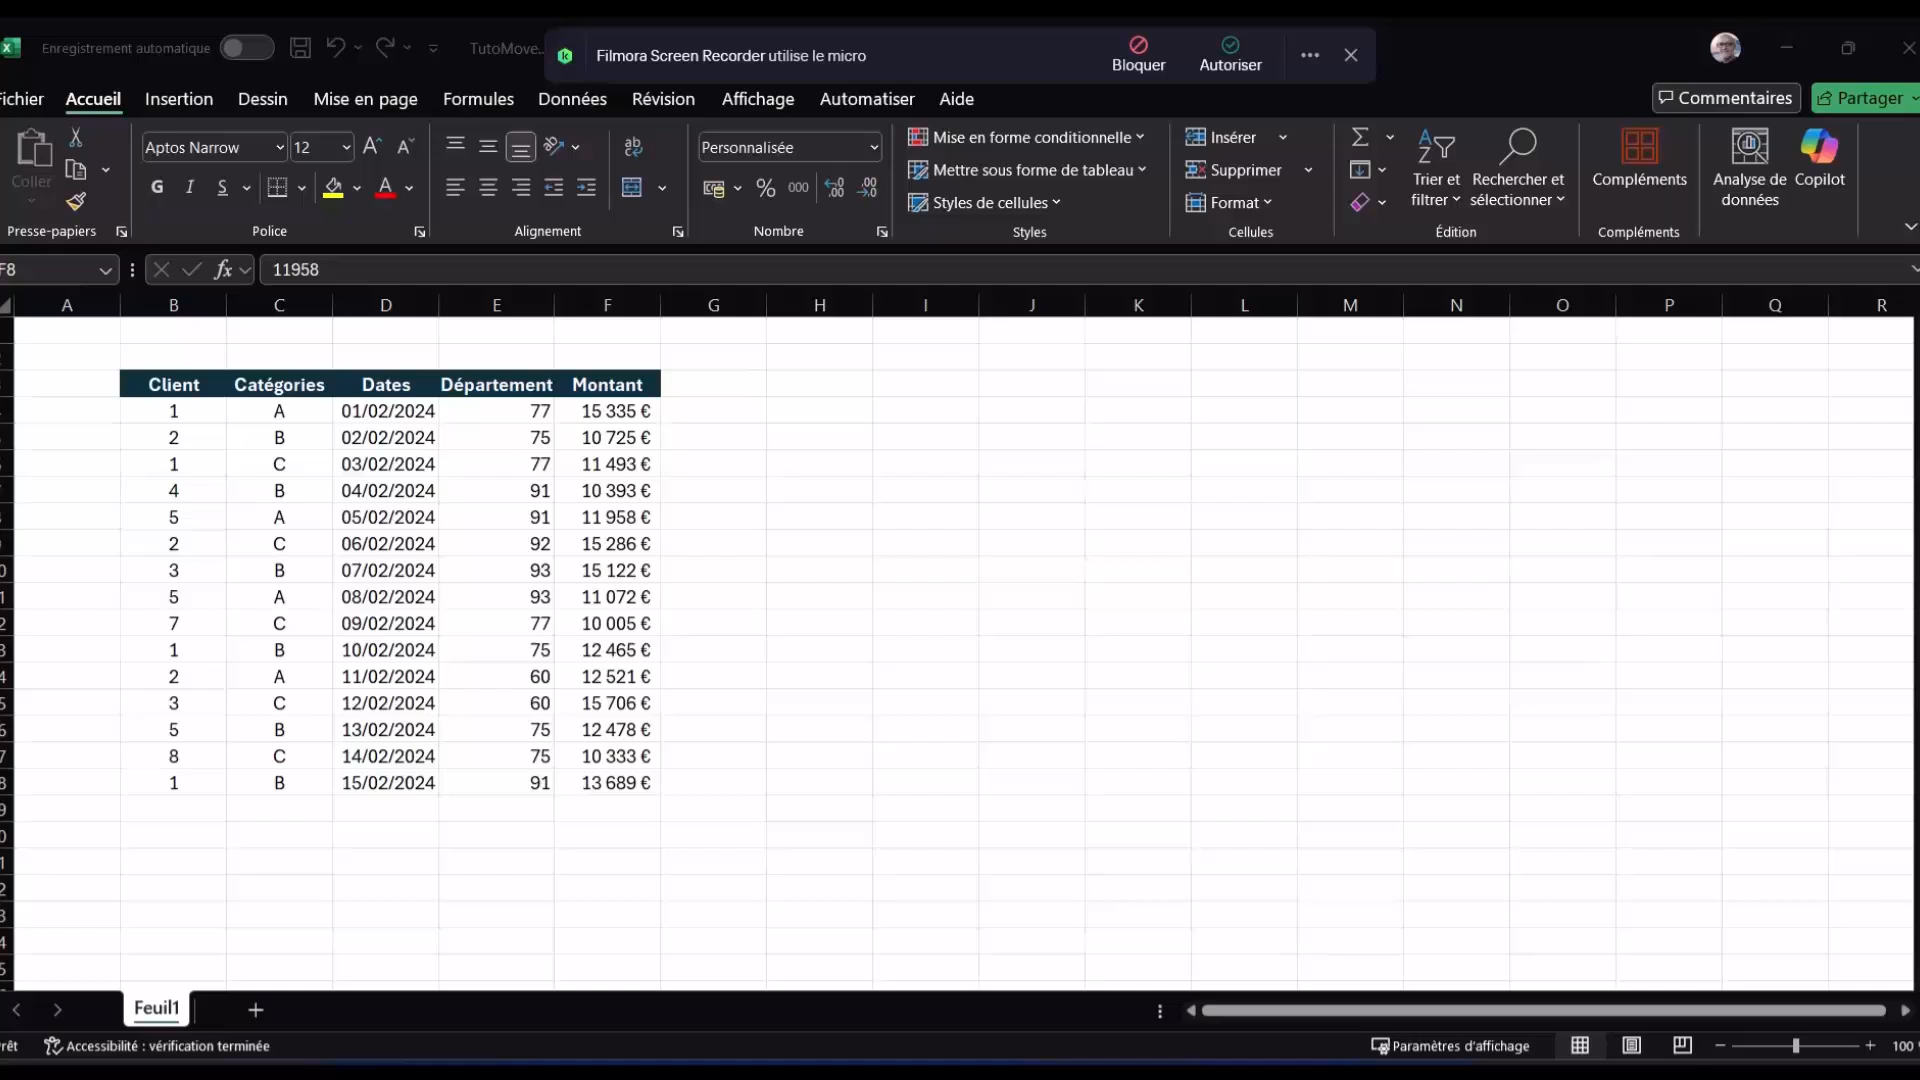 Enregistrement automatique TutoMove... Filmora Screen Recorder utilise le micro Bloquer Autoriser
ichier Accueil Insertion Dessin Mise en page Formules Données Révision Affichage Automatiser Aide Commentaires Partager
Coller
Presse-papiers
Aptos Narrow 12
G I S
Police
Alignement
Personnalisée
% 000
Nombre
Mise en forme conditionnelle
Mettre sous forme de tableau
Styles de cellules
Styles
Insérer
Supprimer
Format
Cellules
Trier et filtrer
Rechercher et sélectionner
Édition
Compléments
Compléments
Analyse de données
Copilot
F8 fx 11958
A B C D E F G H I J K L M N O P Q R
Client Catégories Dates Département Montant
1 A 01/02/2024 77 15 335 €
2 B 02/02/2024 75 10 725 €
1 C 03/02/2024 77 11 493 €
4 B 04/02/2024 91 10 393 €
5 A 05/02/2024 91 11 958 €
2 C 06/02/2024 92 15 286 €
3 B 07/02/2024 93 15 122 €
5 A 08/02/2024 93 11 072 €
7 C 09/02/2024 77 10 005 €
1 B 10/02/2024 75 12 465 €
2 A 11/02/2024 60 12 521 €
3 C 12/02/2024 60 15 706 €
5 B 13/02/2024 75 12 478 €
8 C 14/02/2024 75 10 333 €
1 B 15/02/2024 91 13 689 €
Feuil1
rêt Accessibilité : vérification terminée Paramètres d'affichage 100